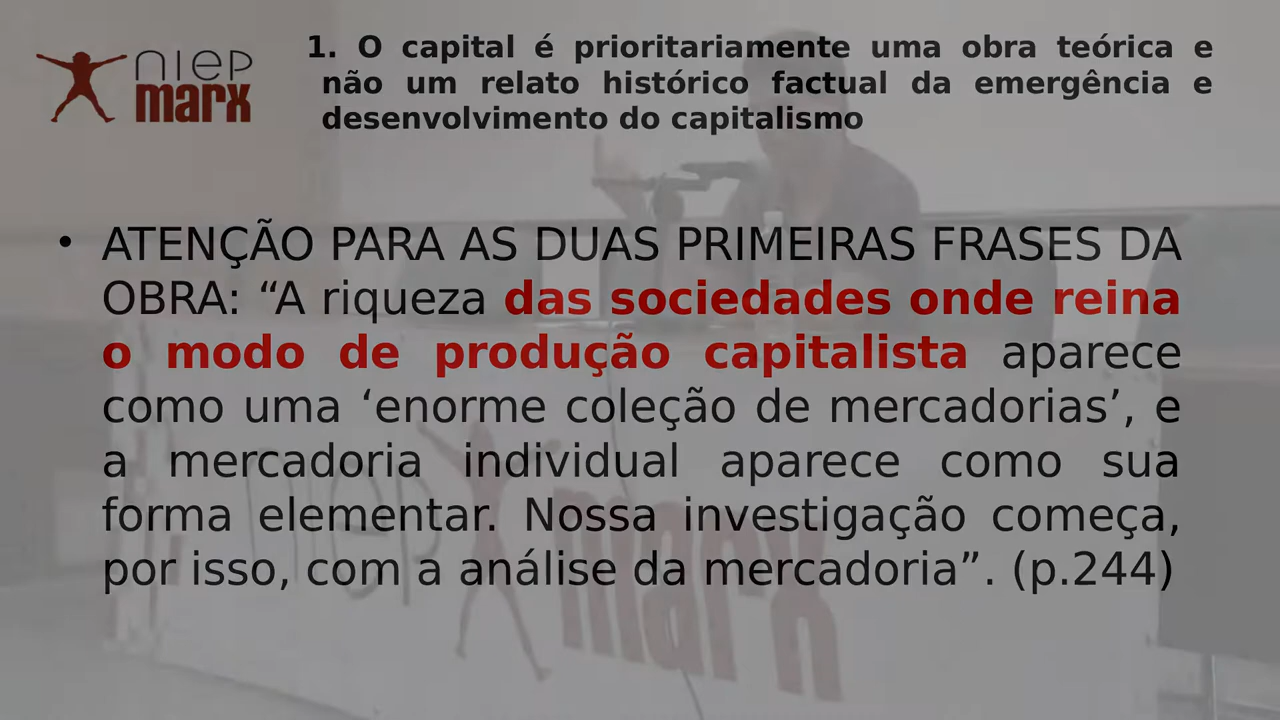 niep
marx
1. O capital é prioritariamente uma obra teórica e
não um relato histórico factual da emergência e
desenvolvimento do capitalismo
• ATENÇÃO PARA AS DUAS PRIMEIRAS FRASES DA
OBRA: “A riqueza das sociedades onde reina
o modo de produção capitalista aparece
como uma ‘enorme coleção de mercadorias’, e
a mercadoria individual aparece como sua
forma elementar. Nossa investigação começa,
por isso, com a análise da mercadoria”. (p.244)
niep
marx